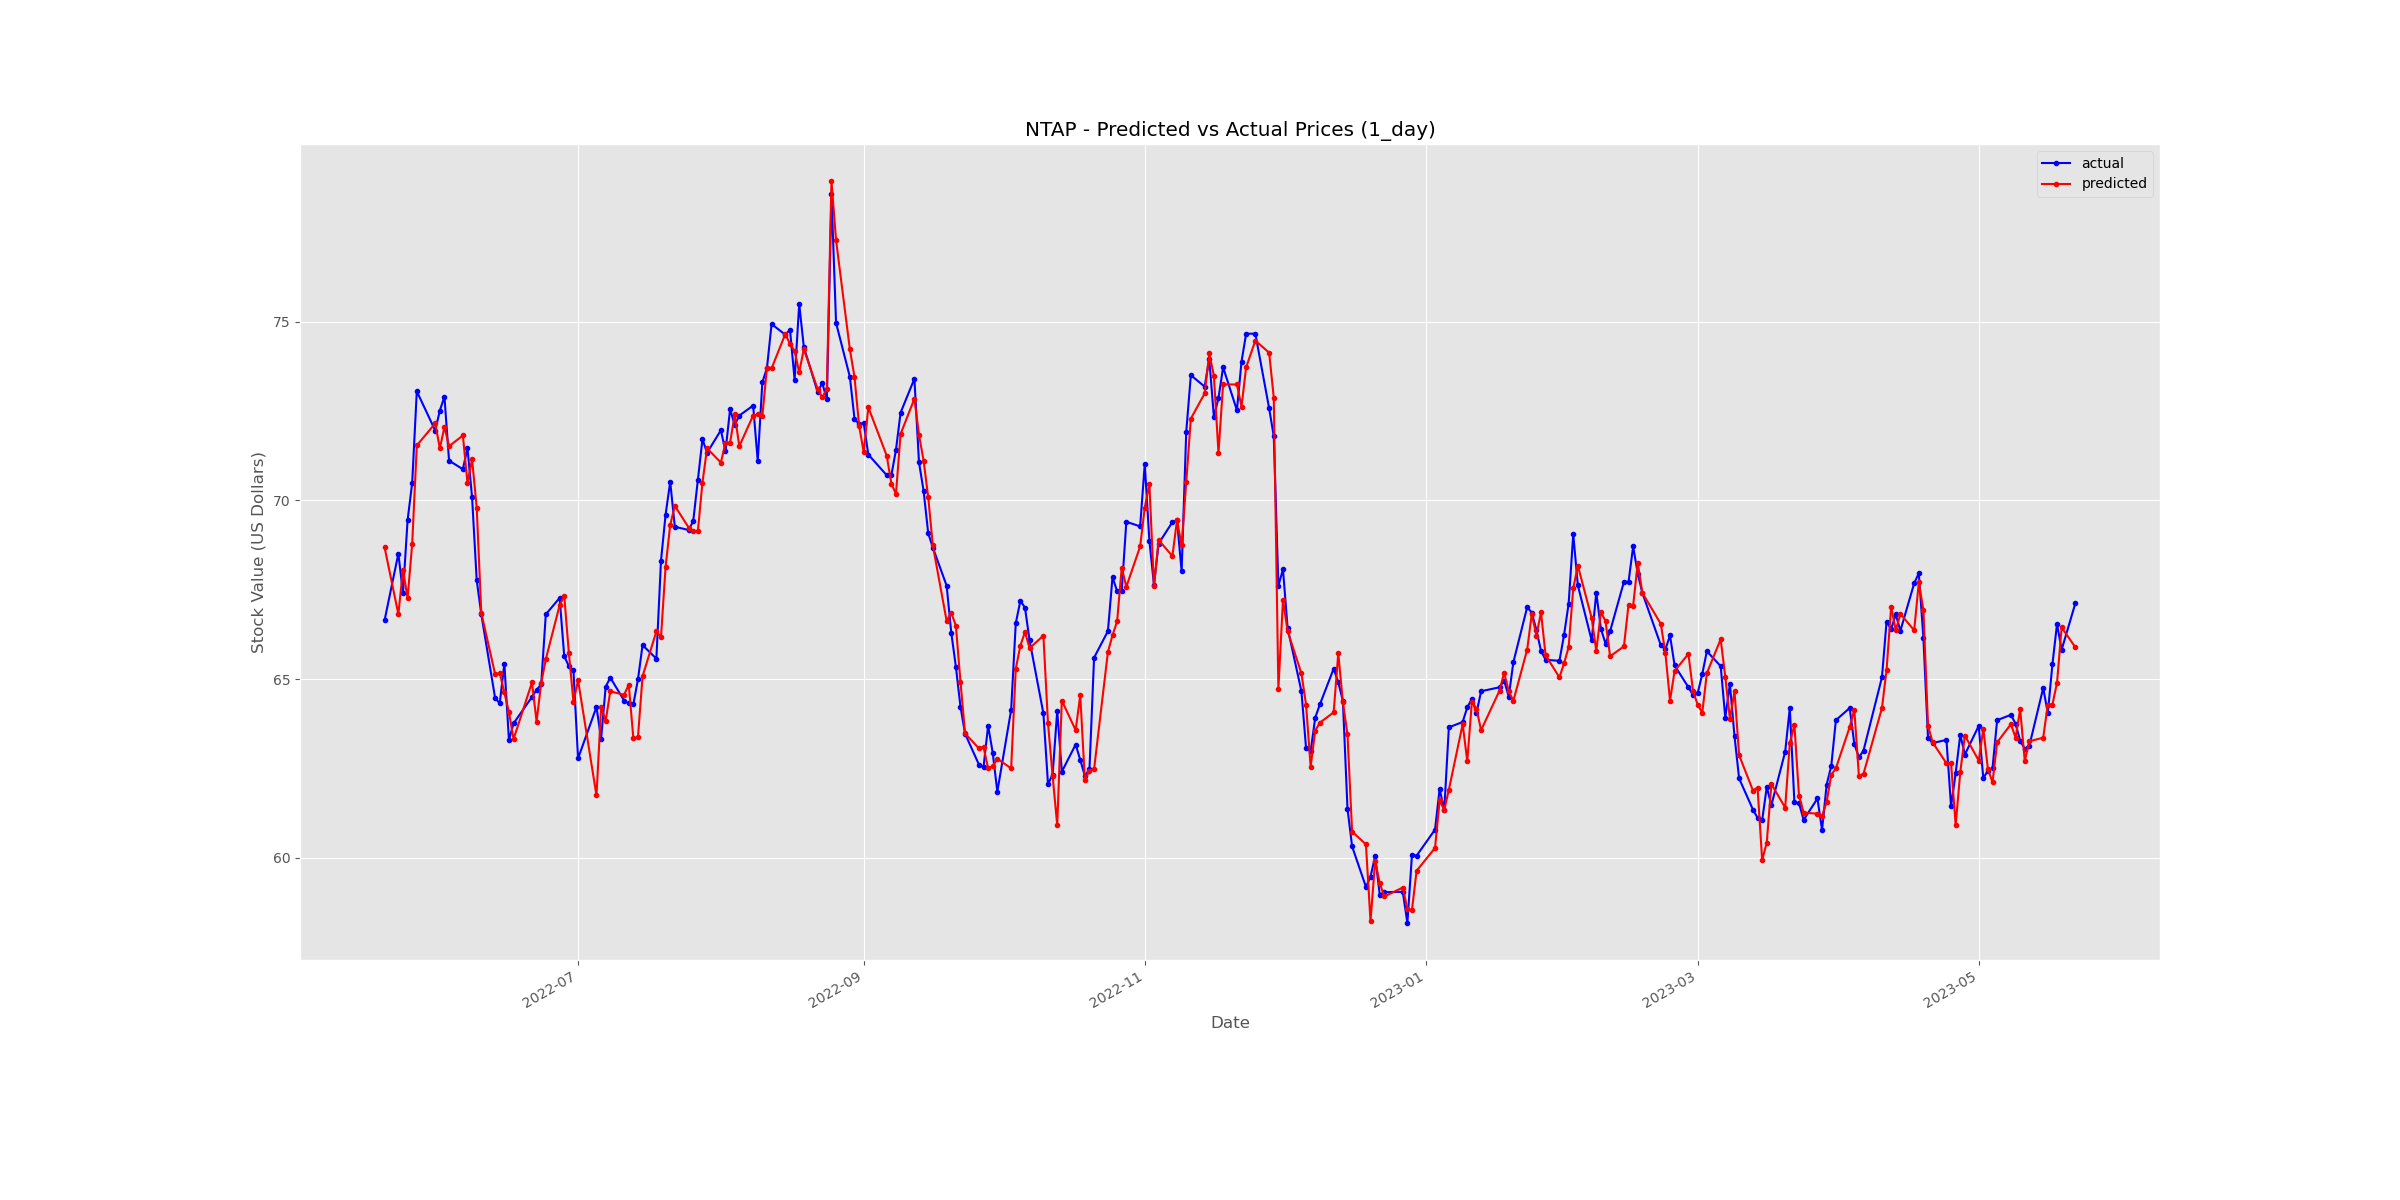 NTAP - Predicted vs Actual Prices (1_day)
actual
predicted
Stock Value (US Dollars)
75
70
65
60
2022-07
2022-09
2022-11
2023-01
2023-03
2023-05
Date